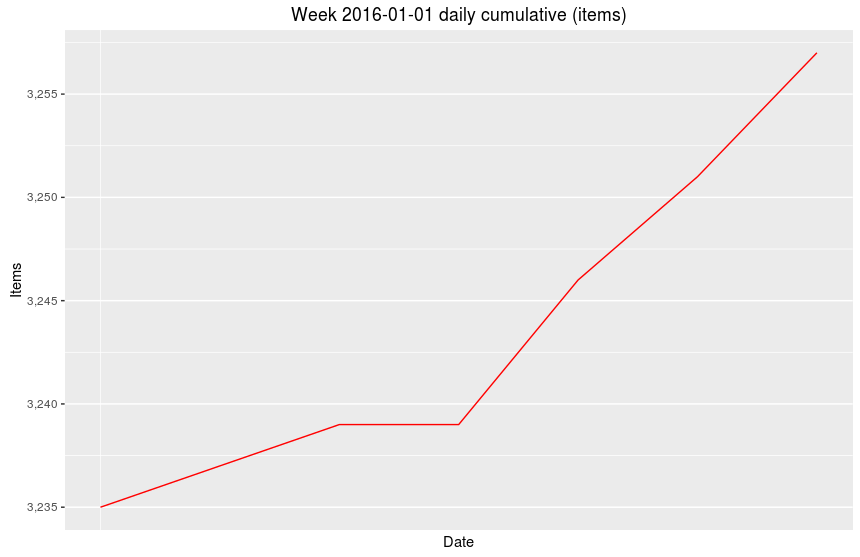 Week 2016-01-01 daily cumulative (items)
3,255
3,250
3,245
3,240
3,235
Items
Date